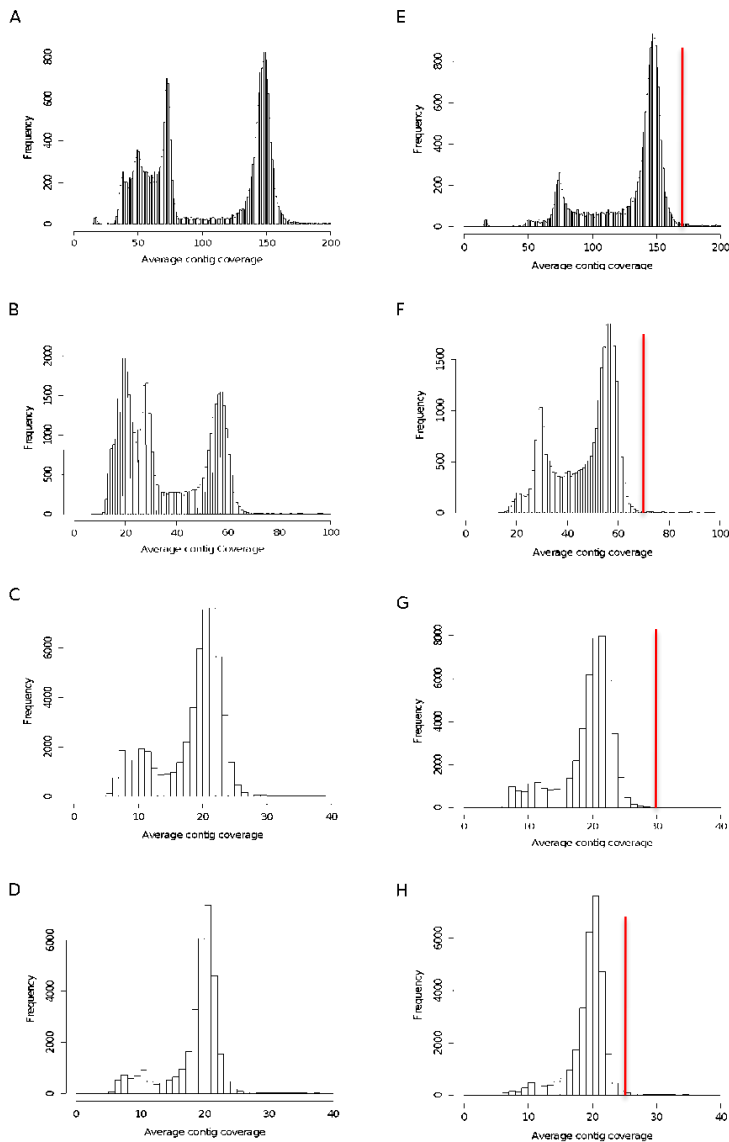 A
Frequency
0 200 400 600 800
0 50 100 150 200
Average contig coverage
E
Frequency
0 200 400 600 800
0 50 100 150 200
Average contig coverage
B
Frequency
0 500 1000 1500 2000
0 20 40 60 80 100
Average contig Coverage
F
Frequency
0 500 1000 1500
0 20 40 60 80 100
Average contig coverage
C
Frequency
0 2000 4000 6000
0 10 20 30 40
Average contig coverage
G
Frequency
0 2000 4000 6000 8000
0 10 20 30 40
Average contig coverage
D
Frequency
0 2000 4000 6000
0 10 20 30 40
Average contig coverage
H
Frequency
0 2000 4000 6000
0 10 20 30 40
Average contig coverage